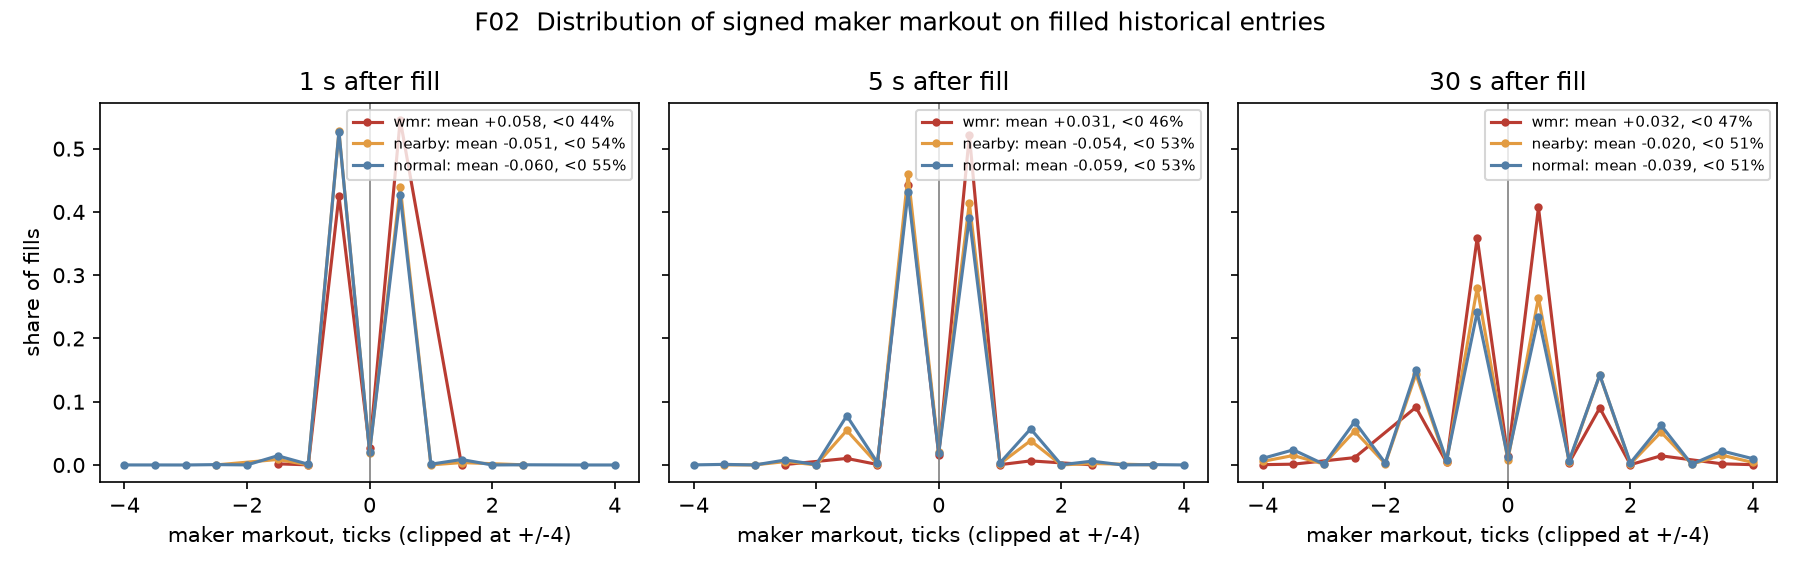 F02  Distribution of signed maker markout on filled historical entries
1 s after fill
wmr: mean +0.058, <0 44%
nearby: mean -0.051, <0 54%
normal: mean -0.060, <0 55%
share of fills
0.5
0.4
0.3
0.2
0.1
0.0
−4
−2
0
2
4
maker markout, ticks (clipped at +/-4)
5 s after fill
wmr: mean +0.031, <0 46%
nearby: mean -0.054, <0 53%
normal: mean -0.059, <0 53%
−4
−2
0
2
4
maker markout, ticks (clipped at +/-4)
30 s after fill
wmr: mean +0.032, <0 47%
nearby: mean -0.020, <0 51%
normal: mean -0.039, <0 51%
−4
−2
0
2
4
maker markout, ticks (clipped at +/-4)